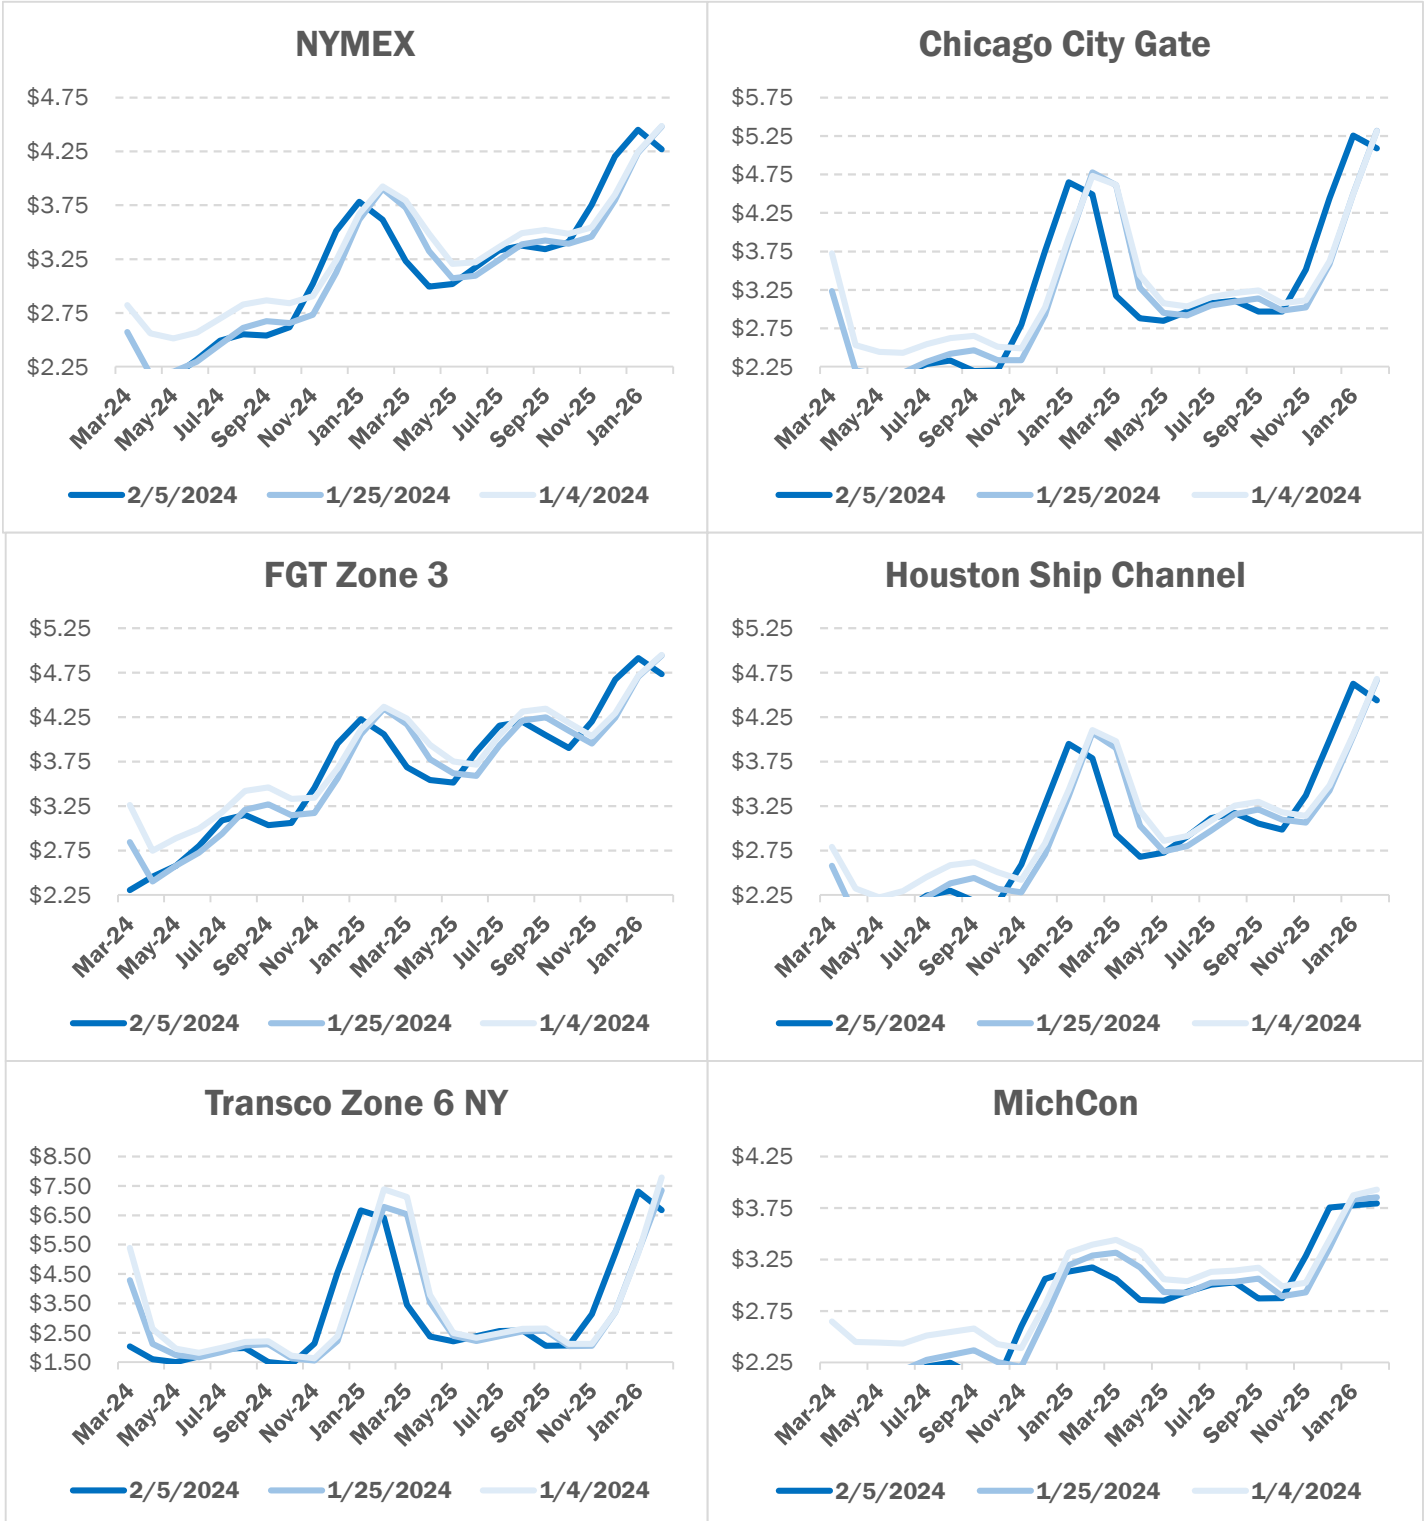 NYMEX
$4.75
$4.25
$3.75
$3.25
$2.75
$2.25
Mar-24 May-24 Jul-24 Sep-24 Nov-24 Jan-25 Mar-25 May-25 Jul-25 Sep-25 Nov-25 Jan-26
2/5/2024 1/25/2024 1/4/2024
Chicago City Gate
$5.75
$5.25
$4.75
$4.25
$3.75
$3.25
$2.75
$2.25
Mar-24 May-24 Jul-24 Sep-24 Nov-24 Jan-25 Mar-25 May-25 Jul-25 Sep-25 Nov-25 Jan-26
2/5/2024 1/25/2024 1/4/2024
FGT Zone 3
$5.25
$4.75
$4.25
$3.75
$3.25
$2.75
$2.25
Mar-24 May-24 Jul-24 Sep-24 Nov-24 Jan-25 Mar-25 May-25 Jul-25 Sep-25 Nov-25 Jan-26
2/5/2024 1/25/2024 1/4/2024
Houston Ship Channel
$5.25
$4.75
$4.25
$3.75
$3.25
$2.75
$2.25
Mar-24 May-24 Jul-24 Sep-24 Nov-24 Jan-25 Mar-25 May-25 Jul-25 Sep-25 Nov-25 Jan-26
2/5/2024 1/25/2024 1/4/2024
Transco Zone 6 NY
$8.50
$7.50
$6.50
$5.50
$4.50
$3.50
$2.50
$1.50
Mar-24 May-24 Jul-24 Sep-24 Nov-24 Jan-25 Mar-25 May-25 Jul-25 Sep-25 Nov-25 Jan-26
2/5/2024 1/25/2024 1/4/2024
MichCon
$4.25
$3.75
$3.25
$2.75
$2.25
Mar-24 May-24 Jul-24 Sep-24 Nov-24 Jan-25 Mar-25 May-25 Jul-25 Sep-25 Nov-25 Jan-26
2/5/2024 1/25/2024 1/4/2024